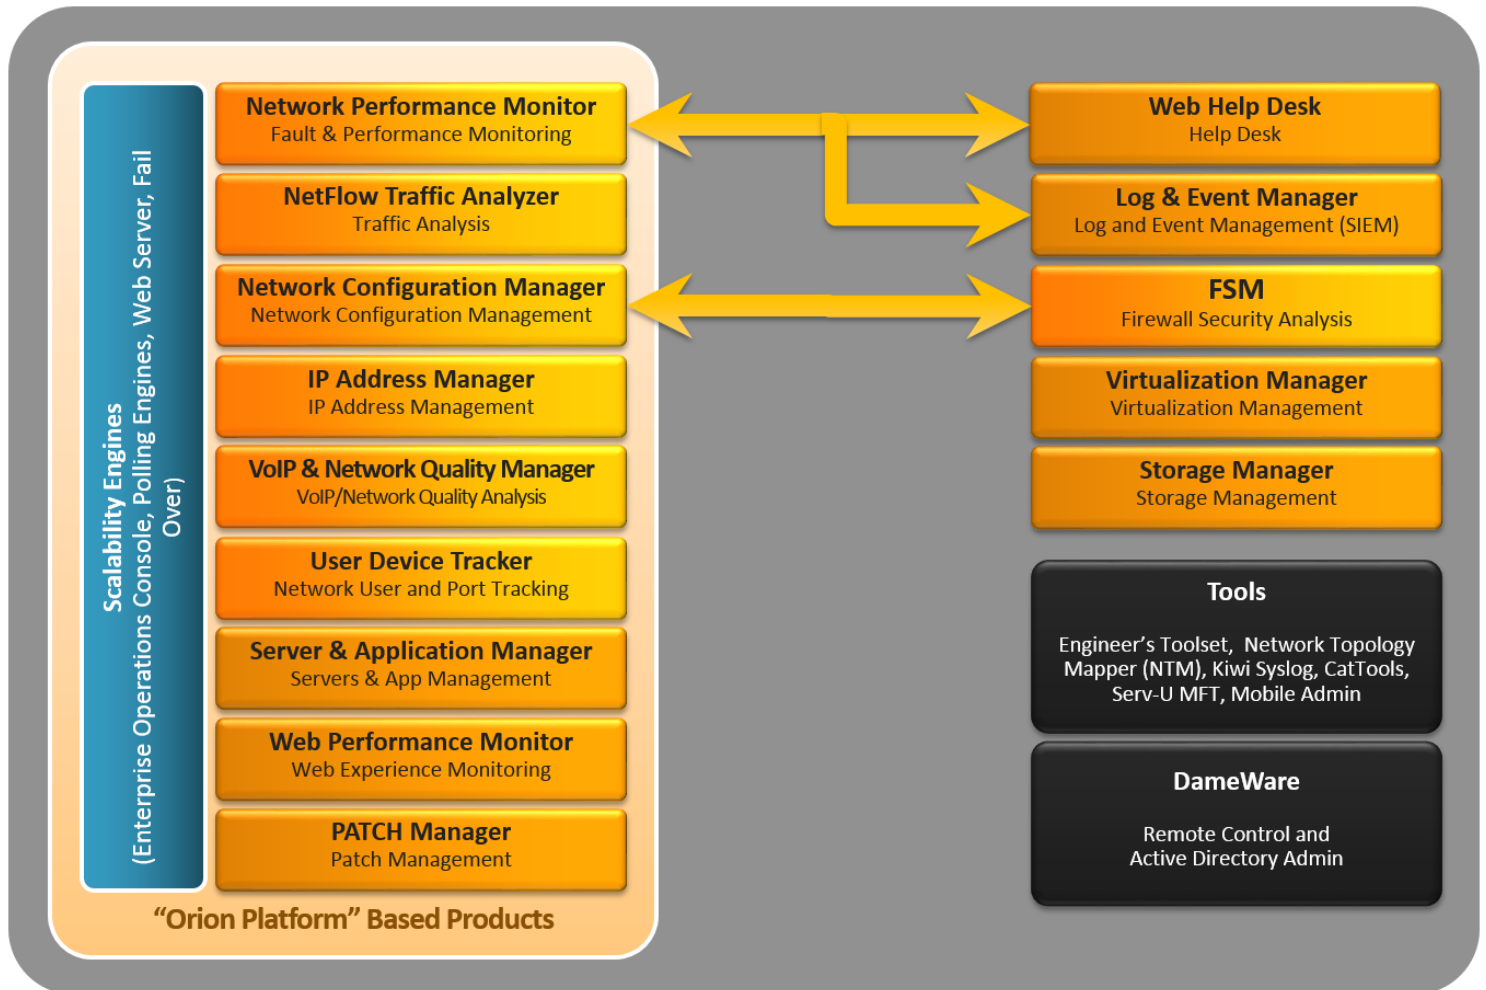 Scalability Engines
(Enterprise Operations Console, Polling Engines, Web Server, Fail
Over)
Network Performance Monitor
Fault & Performance Monitoring
NetFlow Traffic Analyzer
Traffic Analysis
Network Configuration Manager
Network Configuration Management
IP Address Manager
IP Address Management
VoIP & Network Quality Manager
VoIP/Network Quality Analysis
User Device Tracker
Network User and Port Tracking
Server & Application Manager
Servers & App Management
Web Performance Monitor
Web Experience Monitoring
PATCH Manager
Patch Management
“Orion Platform” Based Products
Web Help Desk
Help Desk
Log & Event Manager
Log and Event Management (SIEM)
FSM
Firewall Security Analysis
Virtualization Manager
Virtualization Management
Storage Manager
Storage Management
Tools
Engineer’s Toolset, Network Topology
Mapper (NTM), Kiwi Syslog, CatTools,
Serv-U MFT, Mobile Admin
DameWare
Remote Control and
Active Directory Admin